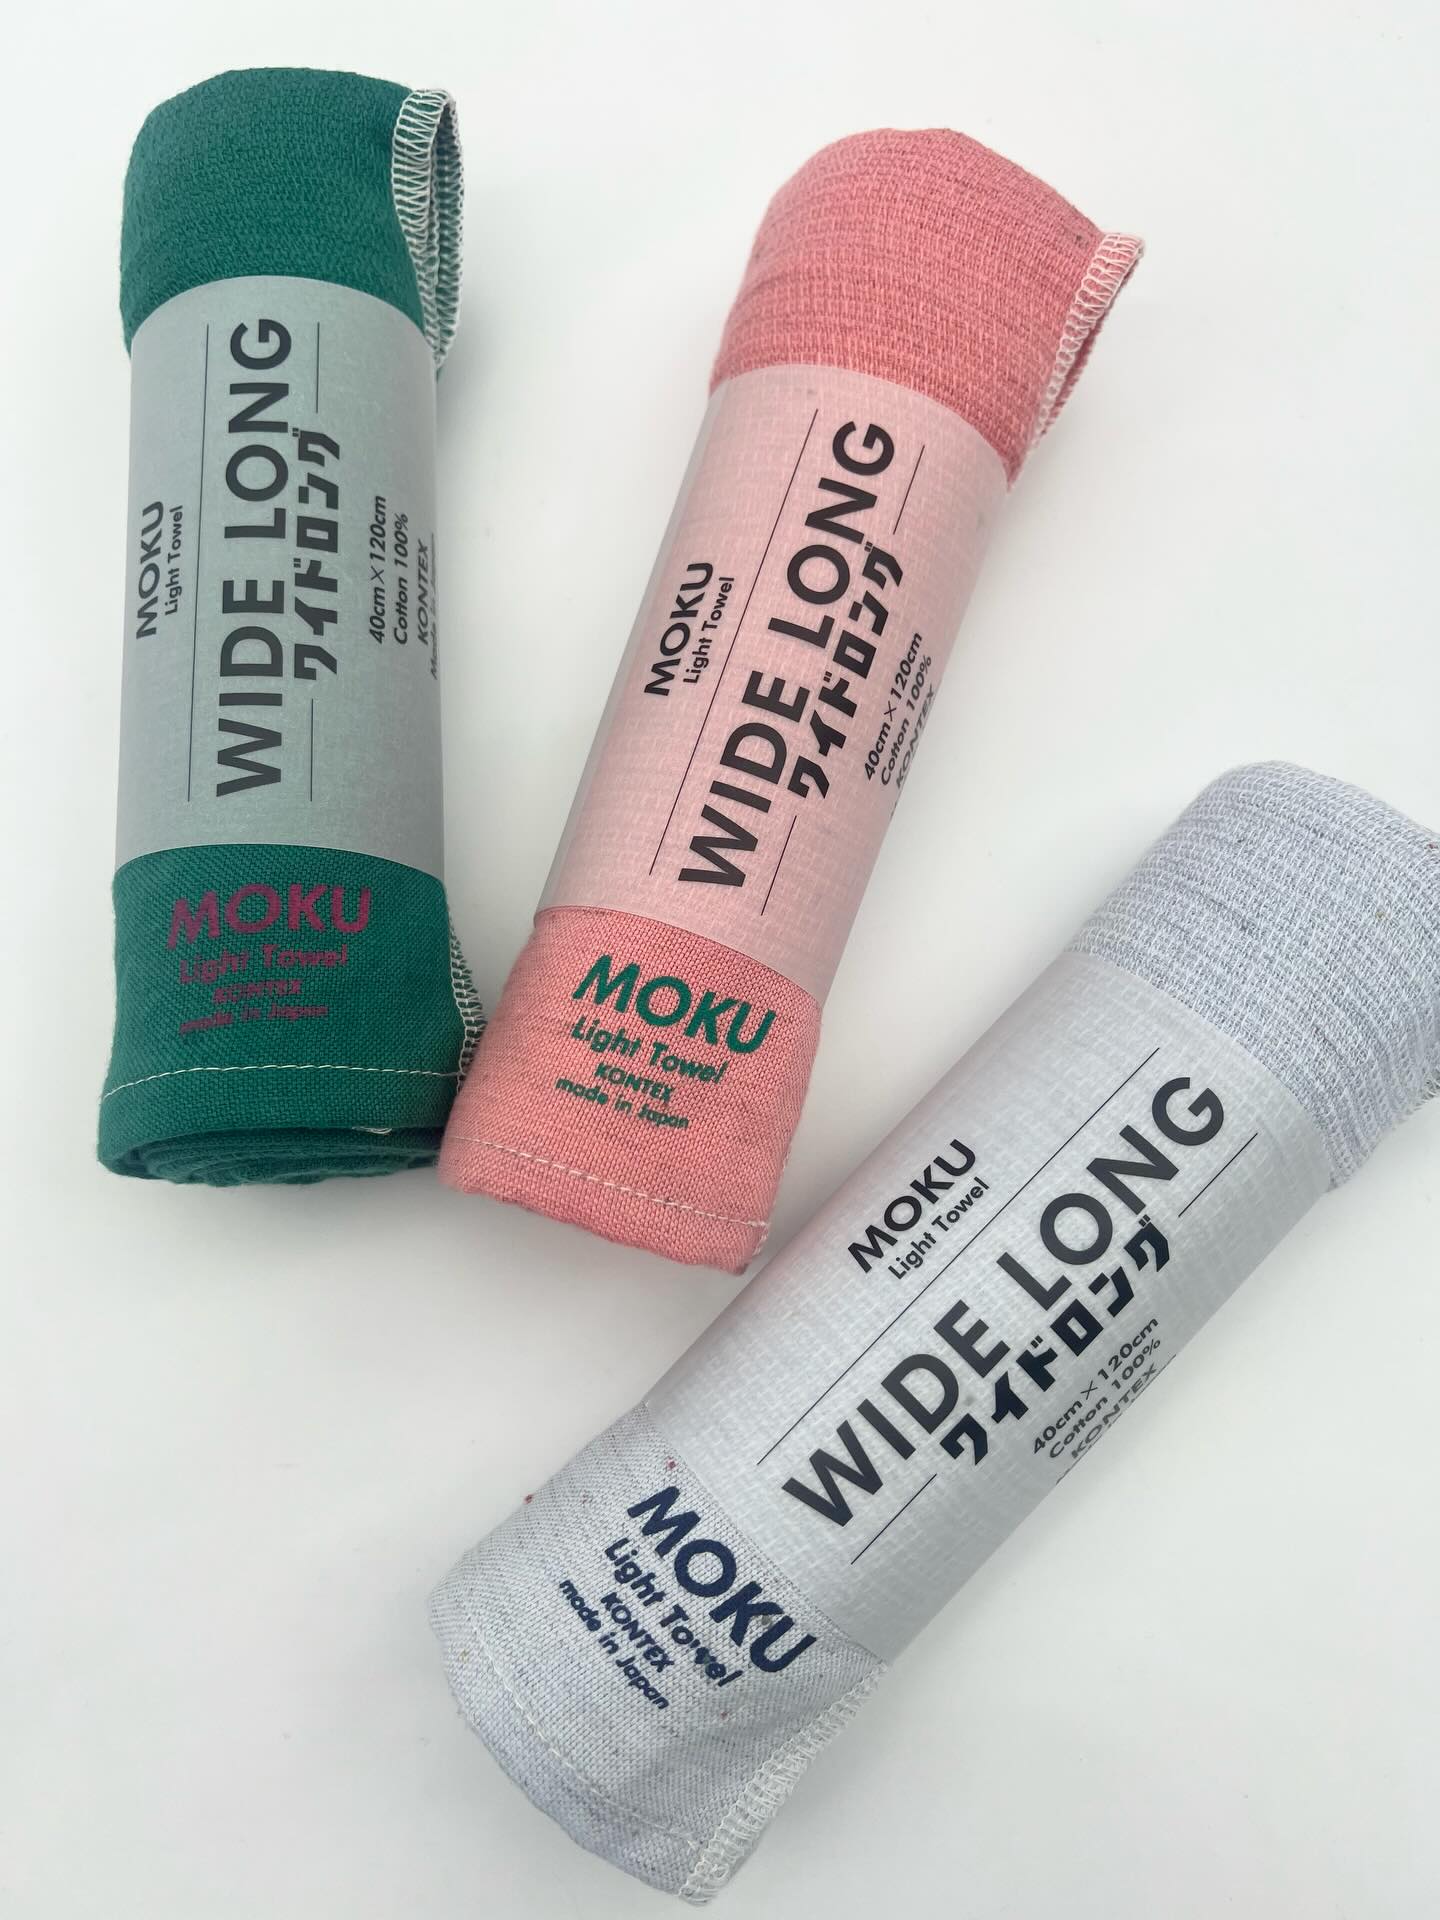 MOKU
Light Towel
WIDE LONG
ワイドロング
40cm×120cm
Cotton 100%
KONTEX
Made in
MOKU
Light Towel
KONTEX
made in Japan
MOKU
Light Towel
WIDE LONG
ワイドロング
40cm×120cm
Cotton 100%
KONTEX
MOKU
Light Towel
KONTEX
made in Japan
MOKU
Light Towel
WIDE LONG
ワイドロング
40cm×120cm
Cotton 100%
KONTEX
MOKU
Light Towel
KONTEX
made in Japan